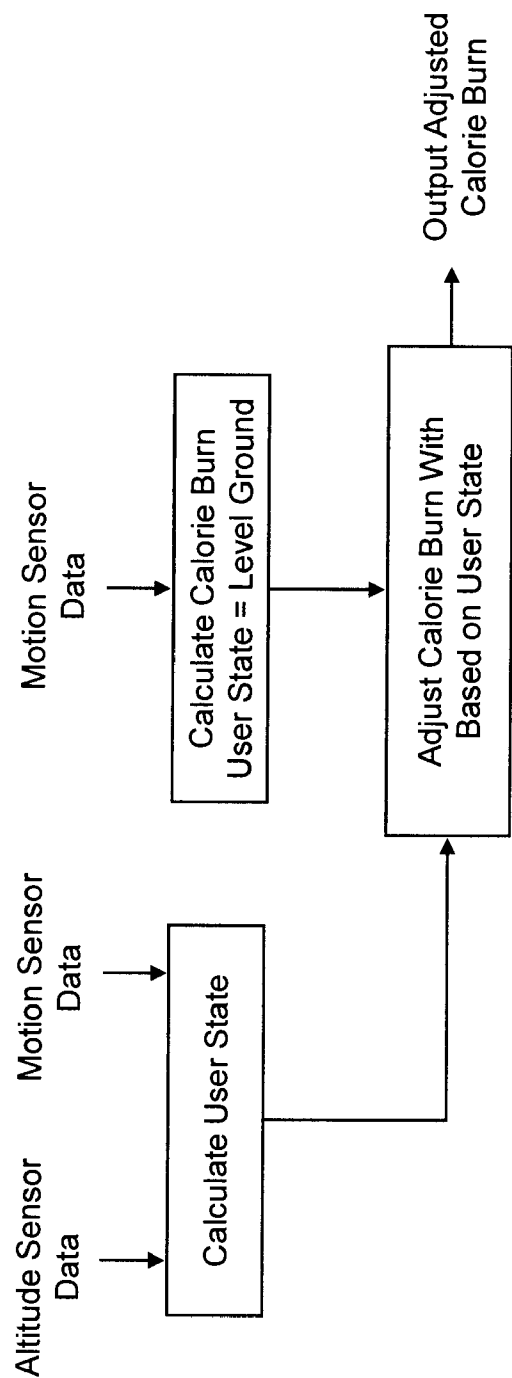 Altitude Sensor
Data
Motion Sensor
Data
Motion Sensor
Data
Calculate User State
Calculate Calorie Burn
User State = Level Ground
Adjust Calorie Burn With
Based on User State
Output Adjusted
Calorie Burn